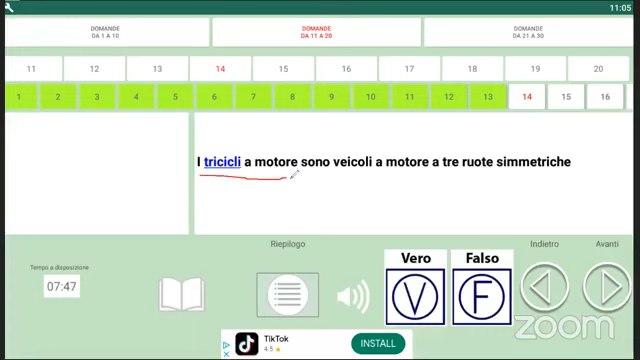 11:05
DOMANDE
DA 1 A 10
DOMANDE
DA 11 A 20
DOMANDE
DA 21 A 30
11 12 13 14 15 16 17 18 19 20
1 2 3 4 5 6 7 8 9 10 11 12 13 14 15 16
I tricicli a motore sono veicoli a motore a tre ruote simmetriche
Riepilogo
Indietro
Avanti
Vero
Falso
Tempo a disposizione
07:47
V
F
zoom
TikTok
4.5
INSTALL